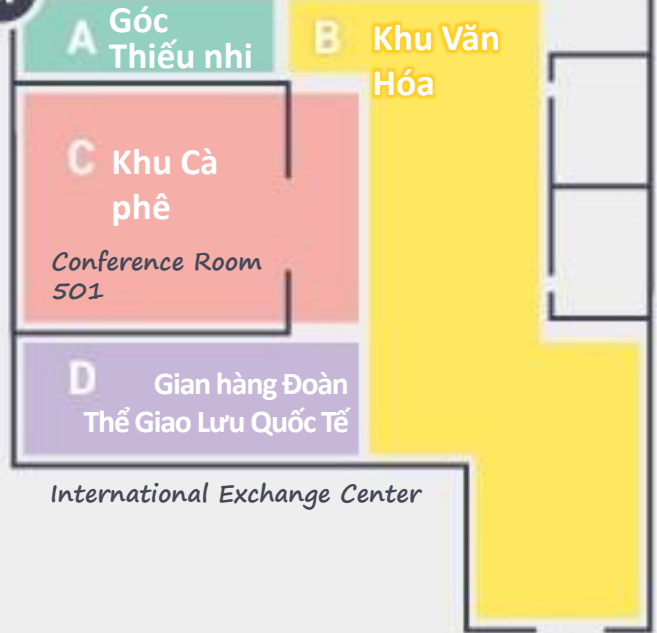 A Góc
Thiếu nhi
B Khu Văn
Hóa
C Khu Cà
phê
Conference Room
501
D Gian hàng Đoàn
Thể Giao Lưu Quốc Tế
International Exchange Center